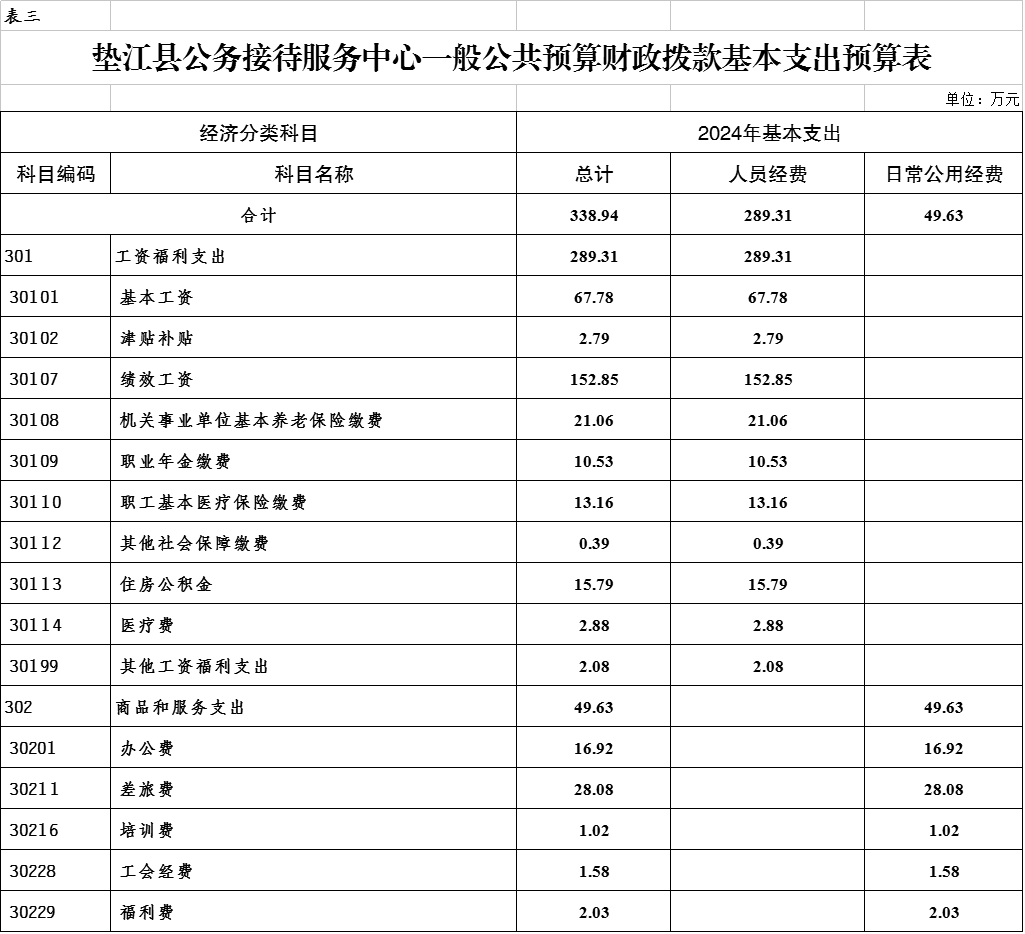 表三
垫江县公务接待服务中心一般公共预算财政拨款基本支出预算表
单位：万元
经济分类科目 2024年基本支出
科目编码 科目名称 总计 人员经费 日常公用经费
合计 338.94 289.31 49.63
301 工资福利支出 289.31 289.31
30101 基本工资 67.78 67.78
30102 津贴补贴 2.79 2.79
30107 绩效工资 152.85 152.85
30108 机关事业单位基本养老保险缴费 21.06 21.06
30109 职业年金缴费 10.53 10.53
30110 职工基本医疗保险缴费 13.16 13.16
30112 其他社会保障缴费 0.39 0.39
30113 住房公积金 15.79 15.79
30114 医疗费 2.88 2.88
30199 其他工资福利支出 2.08 2.08
302 商品和服务支出 49.63 49.63
30201 办公费 16.92 16.92
30211 差旅费 28.08 28.08
30216 培训费 1.02 1.02
30228 工会经费 1.58 1.58
30229 福利费 2.03 2.03